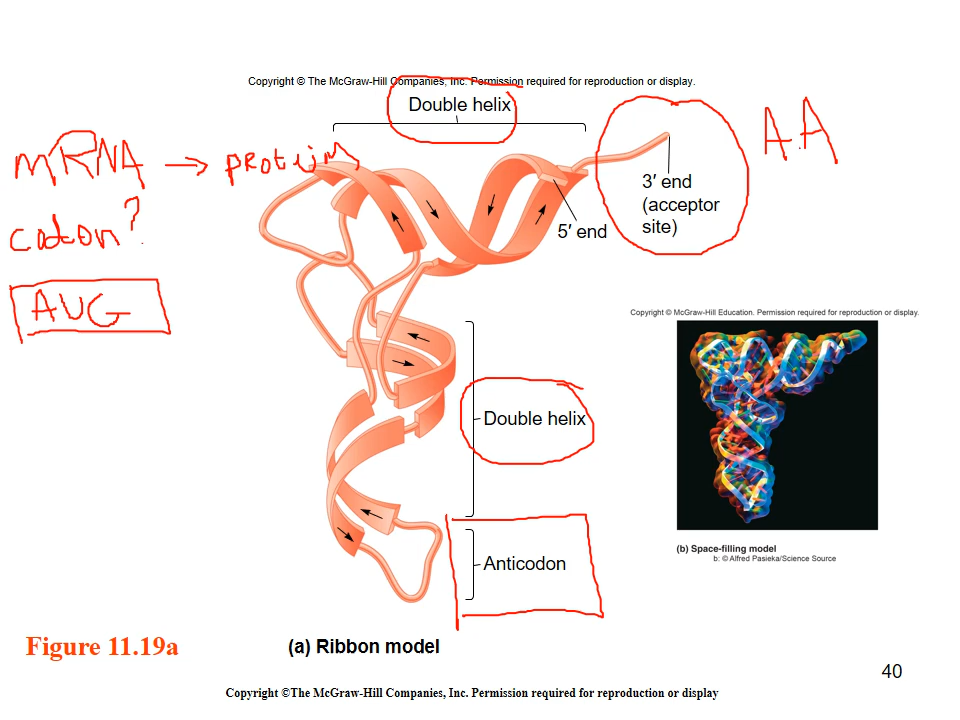 Copyright © The McGraw-Hill Companies, Inc. Permission required for reproduction or display.
Double helix
A.A
mRNA → protein
3′ end
(acceptor
site)
5′ end
codon?
AUG
Copyright © McGraw-Hill Education. Permission required for reproduction or display.
Double helix
(b) Space-filling model
b: © Alfred Pasieka/Science Source
Anticodon
Figure 11.19a
(a) Ribbon model
40
Copyright ©The McGraw-Hill Companies, Inc. Permission required for reproduction or display